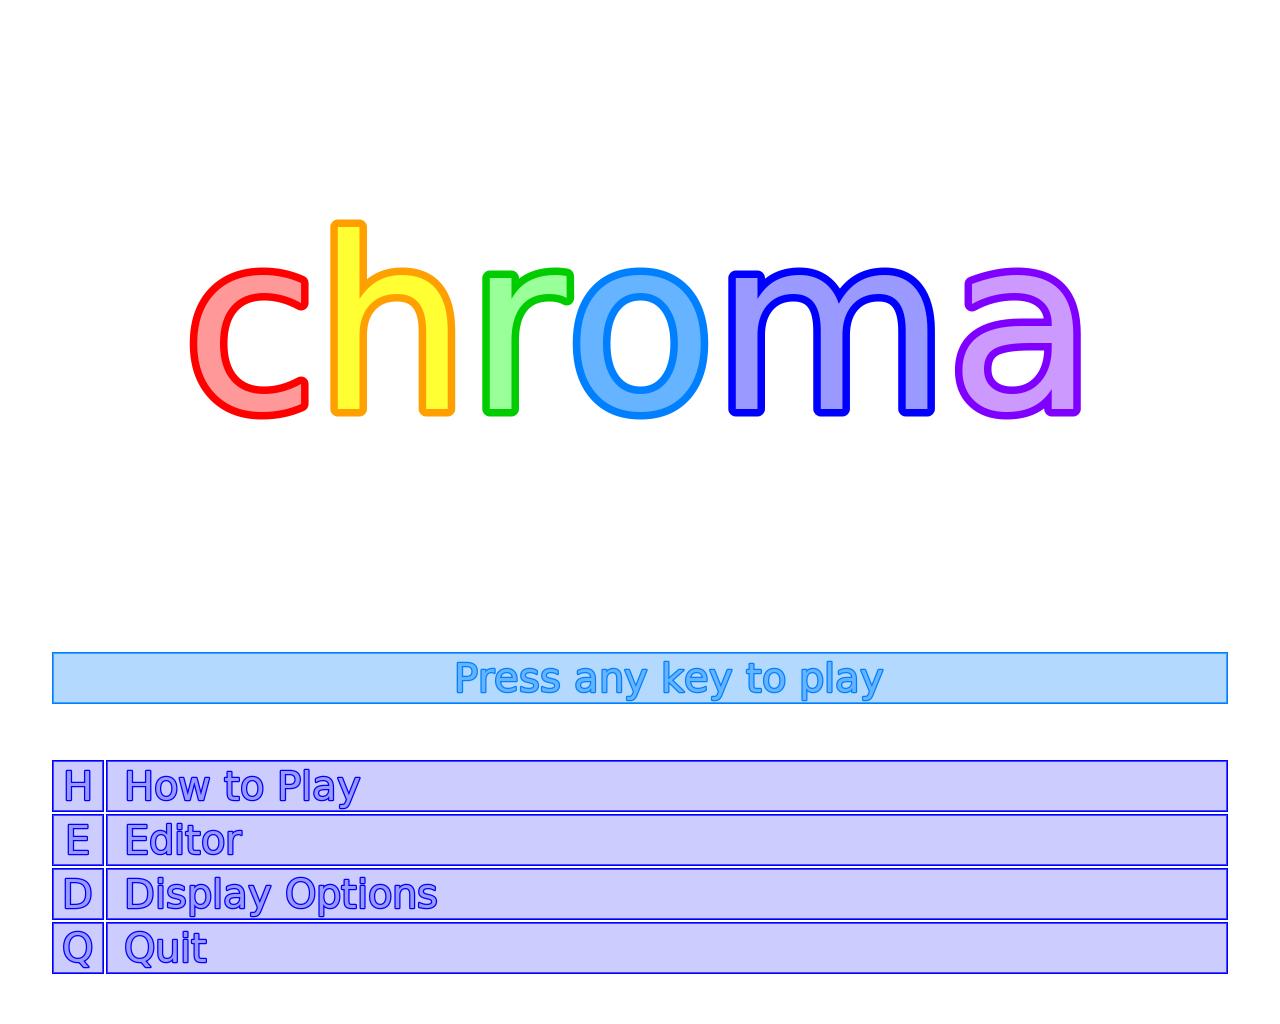 chroma
Press any key to play
H How to Play
E Editor
D Display Options
Q Quit